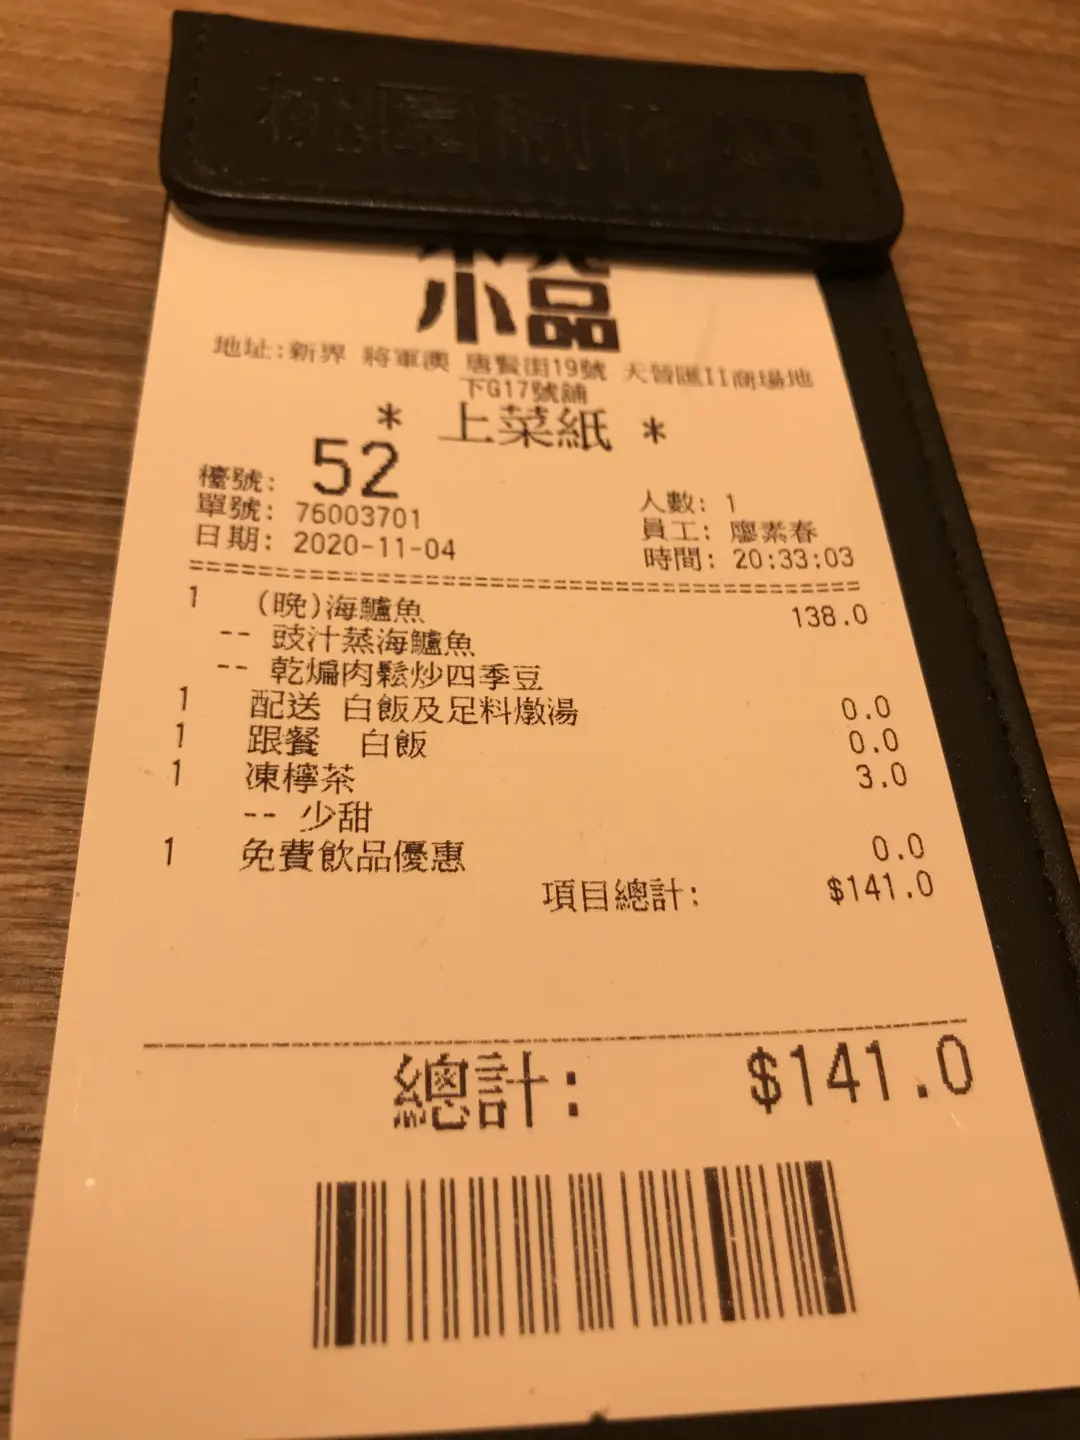 地址:新界 將軍澳 唐賢街19號 天晉匯II商場地
下G17號舖
* 上菜紙 *
檯號: 52
單號: 76003701 人數: 1
日期: 2020-11-04 員工: 廖素春
時間: 20:33:03
1 (晚)海鱸魚 138.0
-- 豉汁蒸海鱸魚
-- 乾煸肉鬆炒四季豆
1 配送 白飯及足料燉湯 0.0
1 跟餐 白飯 0.0
1 凍檸茶 3.0
-- 少甜
1 免費飲品優惠 0.0
項目總計: $141.0
總計: $141.0